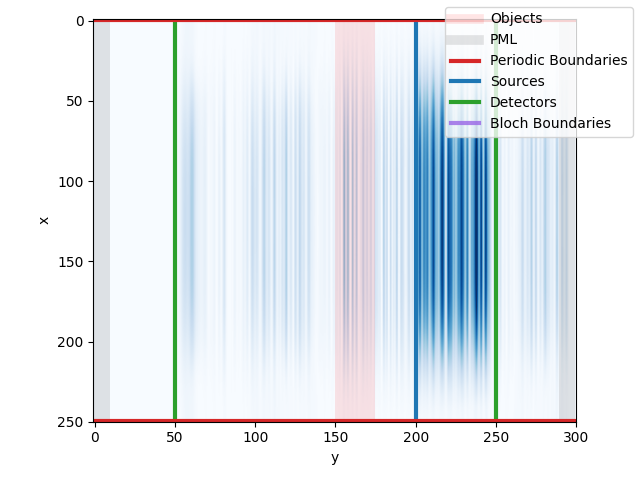 Objects
PML
Periodic Boundaries
Sources
Detectors
Bloch Boundaries
0
50
100
150
200
250
x
0
50
100
150
200
250
300
y